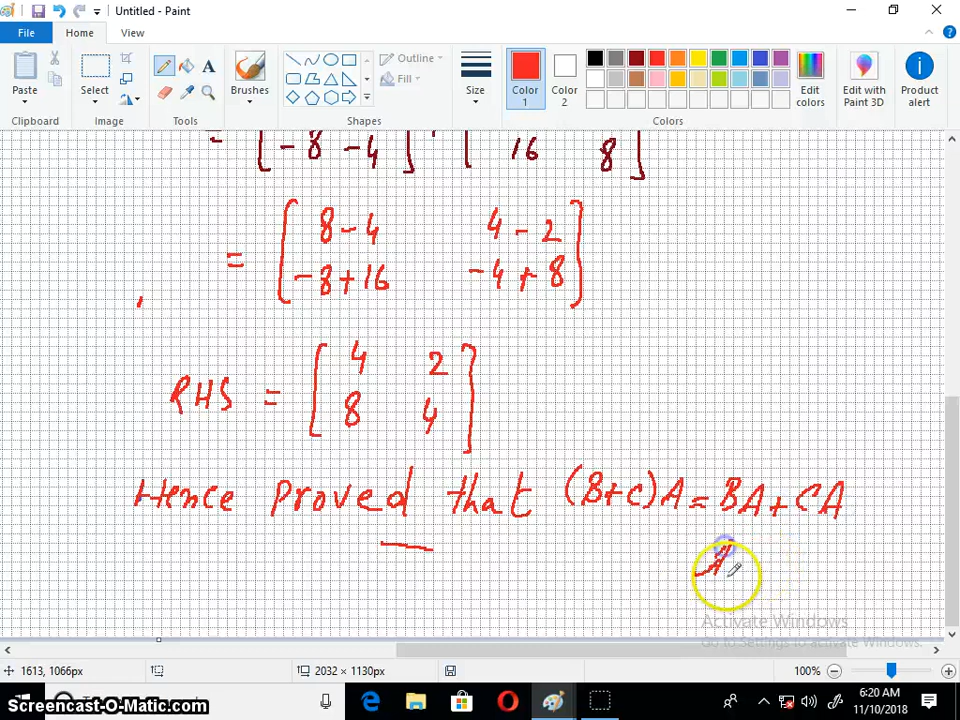 Untitled - Paint
File Home View
Paste Select Brushes Outline Fill Size Color 1 Color 2 Edit colors Edit with Paint 3D Product alert
Clipboard Image Tools Shapes Colors
= [ -8 -4 ] [ 16 8 ]
= [ 8-4 4-2
-8+16 -4+8 ]
RHS = [ 4 2
8 4 ]
Hence proved that (B+C)A = BA+CA
A
Activate Windows
Go to Settings to activate Windows.
1613, 1066px 2032 × 1130px 100%
Screencast-O-Matic.com
6:20 AM
11/10/2018